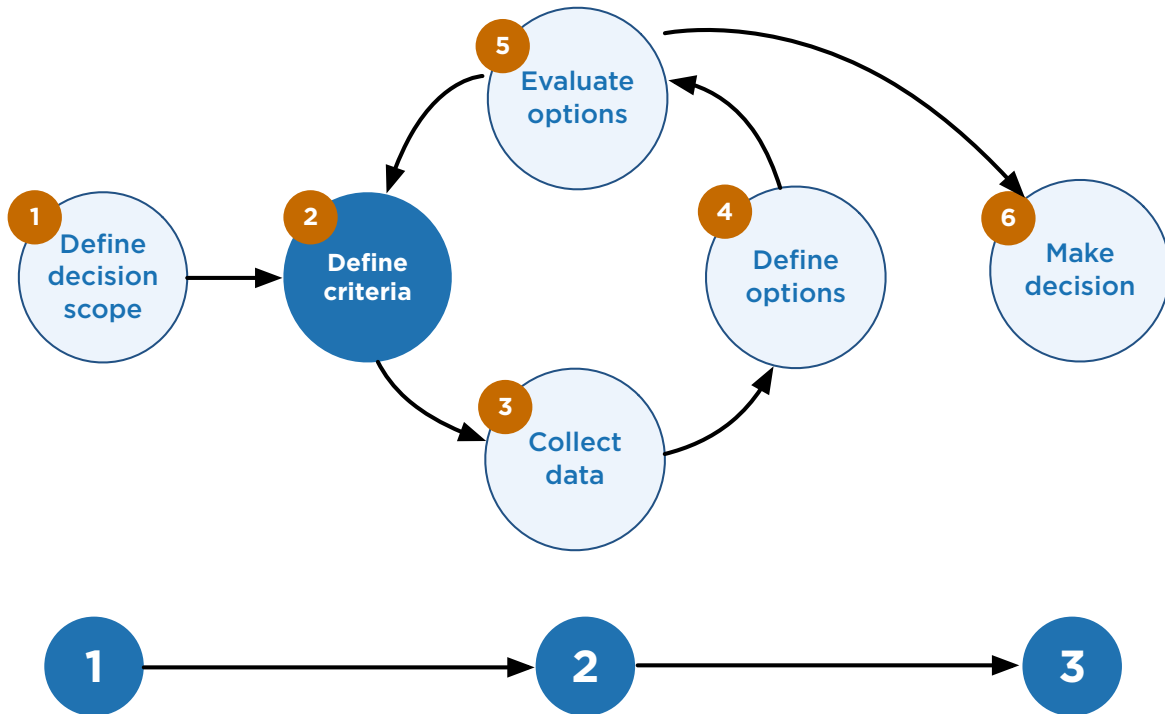 1
Define
decision
scope
2
Define
criteria
3
Collect
data
4
Define
options
5
Evaluate
options
6
Make
decision
1
2
3